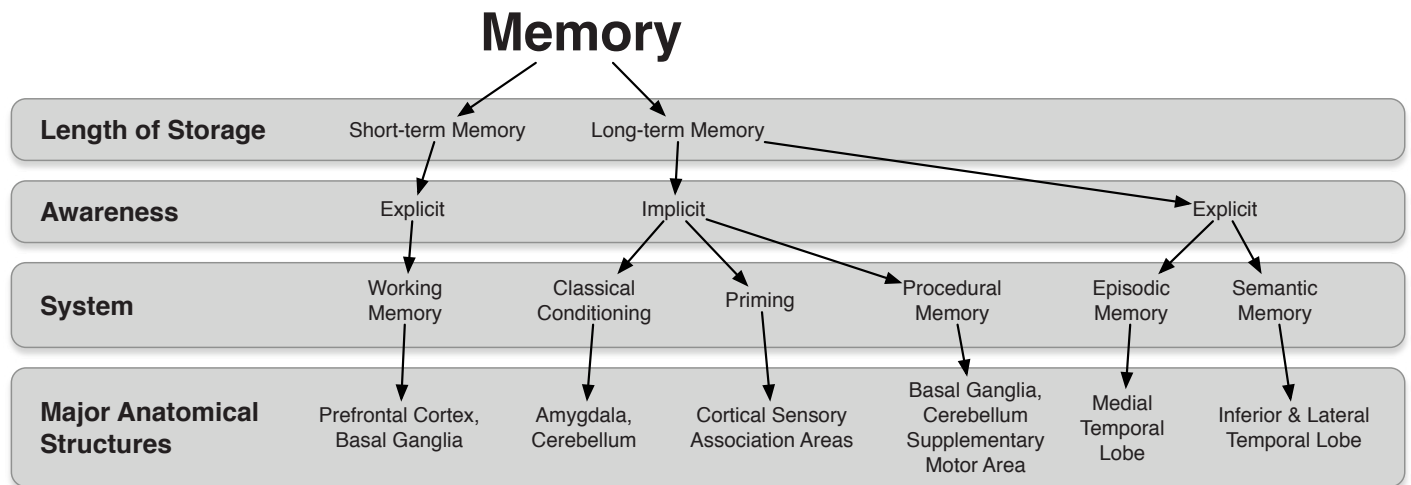 Memory
Length of Storage
Short-term Memory
Long-term Memory
Awareness
Explicit
Implicit
Explicit
System
Working
Memory
Classical
Conditioning
Priming
Procedural
Memory
Episodic
Memory
Semantic
Memory
Major Anatomical
Structures
Prefrontal Cortex,
Basal Ganglia
Amygdala,
Cerebellum
Cortical Sensory
Association Areas
Basal Ganglia,
Cerebellum
Supplementary
Motor Area
Medial
Temporal
Lobe
Inferior & Lateral
Temporal Lobe